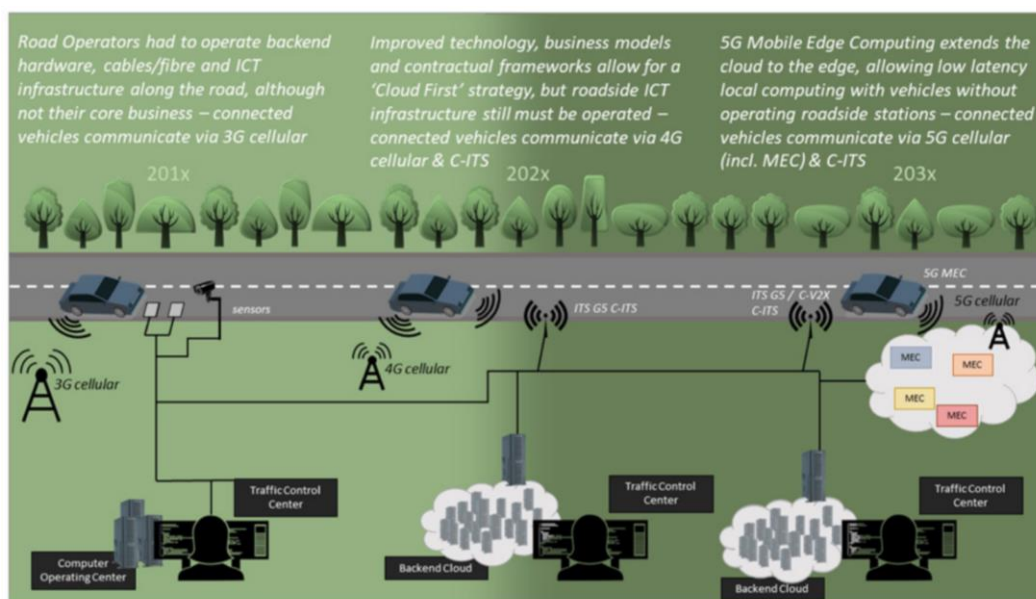 Road Operators had to operate backend
hardware, cables/fibre and ICT
infrastructure along the road, although
not their core business – connected
vehicles communicate via 3G cellular
201x
Improved technology, business models
and contractual frameworks allow for a
'Cloud First' strategy, but roadside ICT
infrastructure still must be operated –
connected vehicles communicate via 4G
cellular & C-ITS
202x
5G Mobile Edge Computing extends the
cloud to the edge, allowing low latency
local computing with vehicles without
operating roadside stations – connected
vehicles communicate via 5G cellular
(incl. MEC) & C-ITS
203x
5G MEC
sensors
ITS G5 C-ITS
ITS G5 / C-V2X
C-ITS
5G cellular
3G cellular
4G cellular
MEC
MEC
MEC
MEC
Traffic Control
Center
Computer
Operating Center
Traffic Control
Center
Backend Cloud
Traffic Control
Center
Backend Cloud